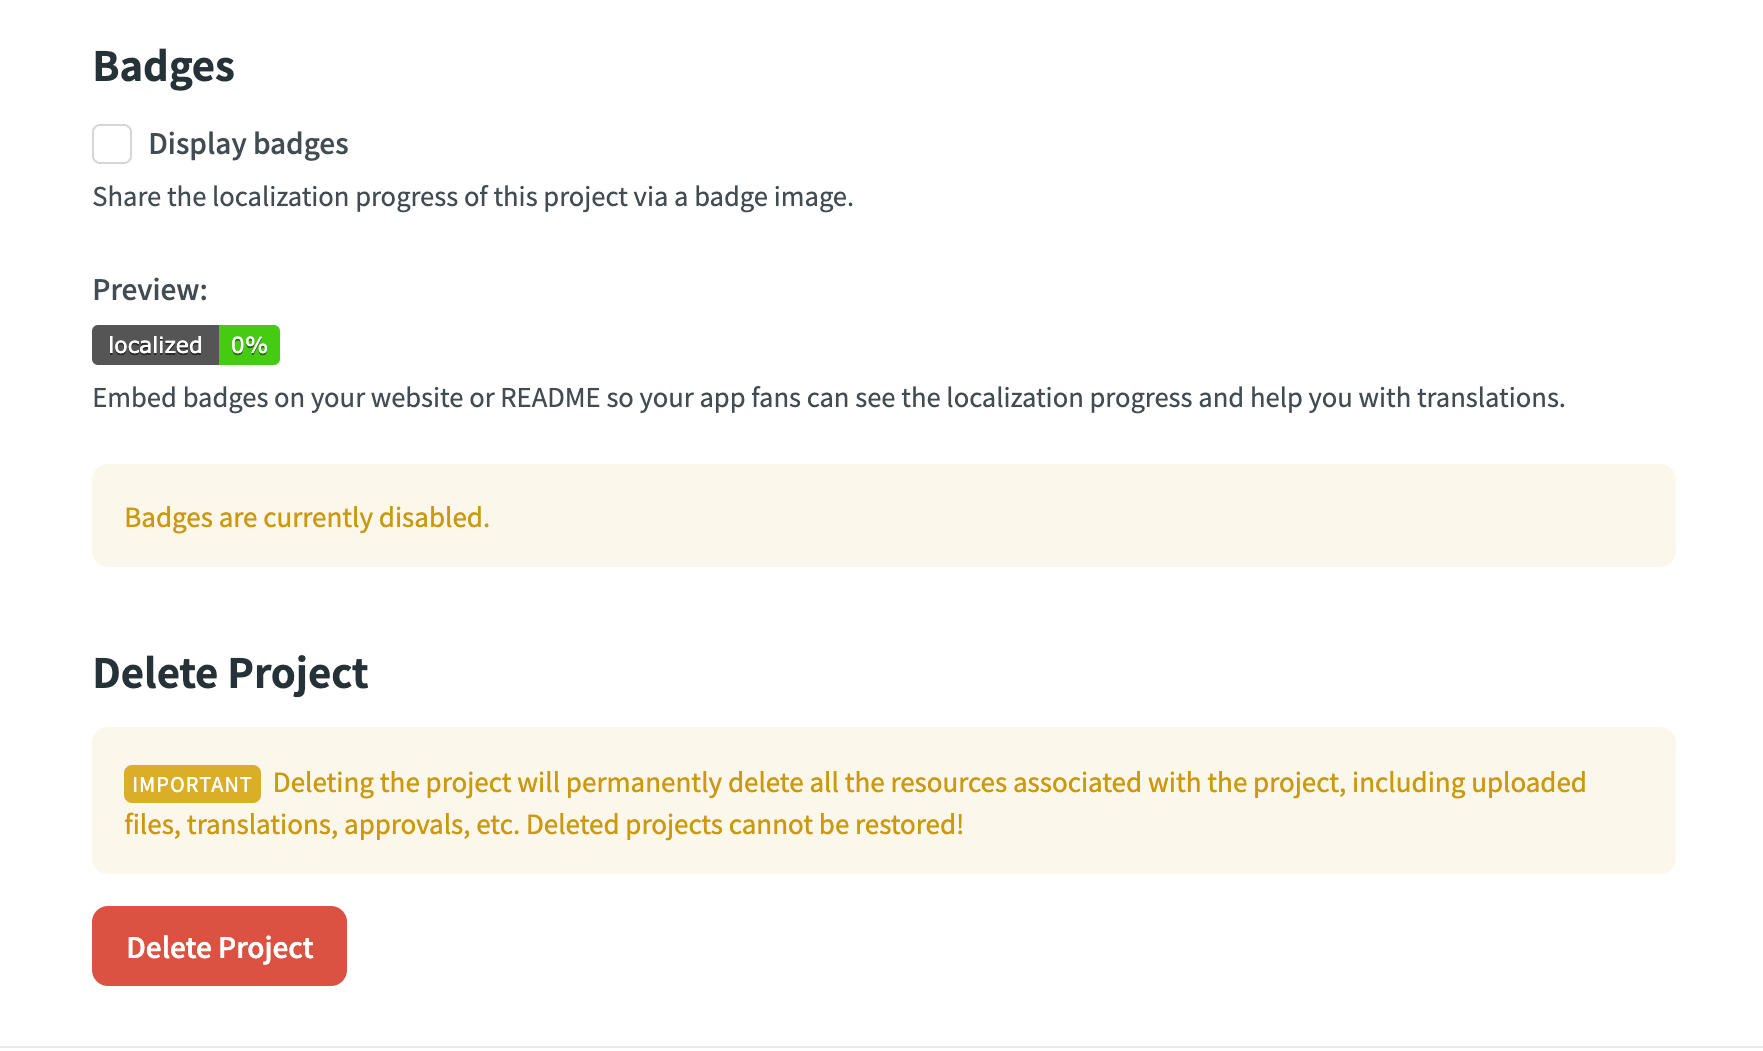 Badges
Display badges
Share the localization progress of this project via a badge image.
Preview:
localized 0%
Embed badges on your website or README so your app fans can see the localization progress and help you with translations.
Badges are currently disabled.
Delete Project
IMPORTANT Deleting the project will permanently delete all the resources associated with the project, including uploaded
files, translations, approvals, etc. Deleted projects cannot be restored!
Delete Project